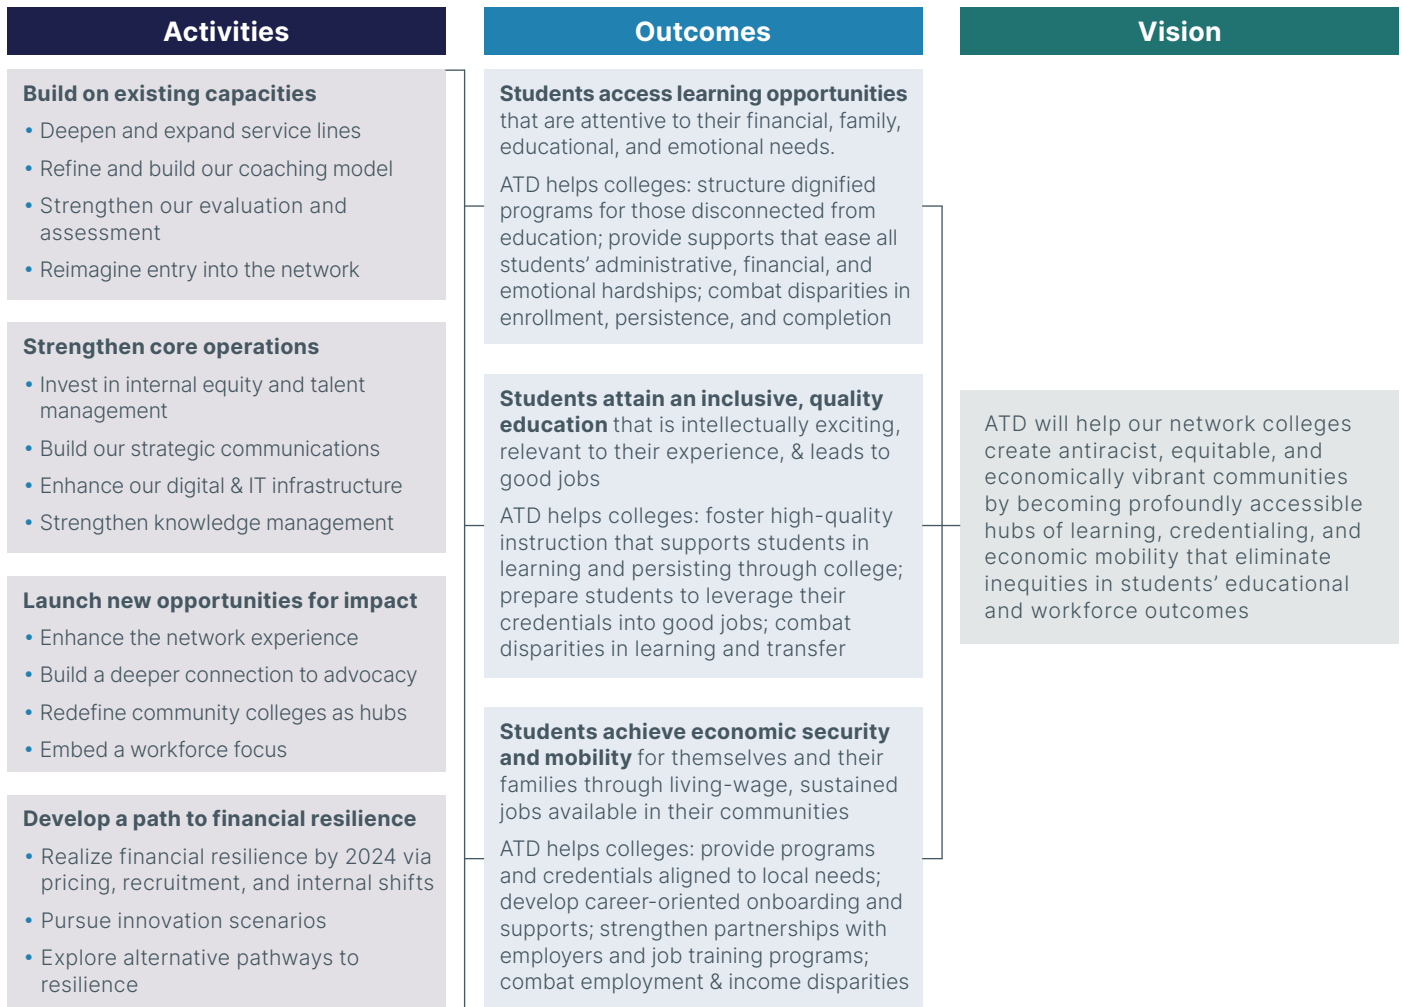 Activities
Build on existing capacities
• Deepen and expand service lines
• Refine and build our coaching model
• Strengthen our evaluation and
assessment
• Reimagine entry into the network
Strengthen core operations
• Invest in internal equity and talent
management
• Build our strategic communications
• Enhance our digital & IT infrastructure
• Strengthen knowledge management
Launch new opportunities for impact
• Enhance the network experience
• Build a deeper connection to advocacy
• Redefine community colleges as hubs
• Embed a workforce focus
Develop a path to financial resilience
• Realize financial resilience by 2024 via
pricing, recruitment, and internal shifts
• Pursue innovation scenarios
• Explore alternative pathways to
resilience
Outcomes
Students access learning opportunities
that are attentive to their financial, family,
educational, and emotional needs.
ATD helps colleges: structure dignified
programs for those disconnected from
education; provide supports that ease all
students’ administrative, financial, and
emotional hardships; combat disparities in
enrollment, persistence, and completion
Students attain an inclusive, quality
education that is intellectually exciting,
relevant to their experience, & leads to
good jobs
ATD helps colleges: foster high-quality
instruction that supports students in
learning and persisting through college;
prepare students to leverage their
credentials into good jobs; combat
disparities in learning and transfer
Students achieve economic security
and mobility for themselves and their
families through living-wage, sustained
jobs available in their communities
ATD helps colleges: provide programs
and credentials aligned to local needs;
develop career-oriented onboarding and
supports; strengthen partnerships with
employers and job training programs;
combat employment & income disparities
Vision
ATD will help our network colleges
create antiracist, equitable, and
economically vibrant communities
by becoming profoundly accessible
hubs of learning, credentialing, and
economic mobility that eliminate
inequities in students’ educational
and workforce outcomes